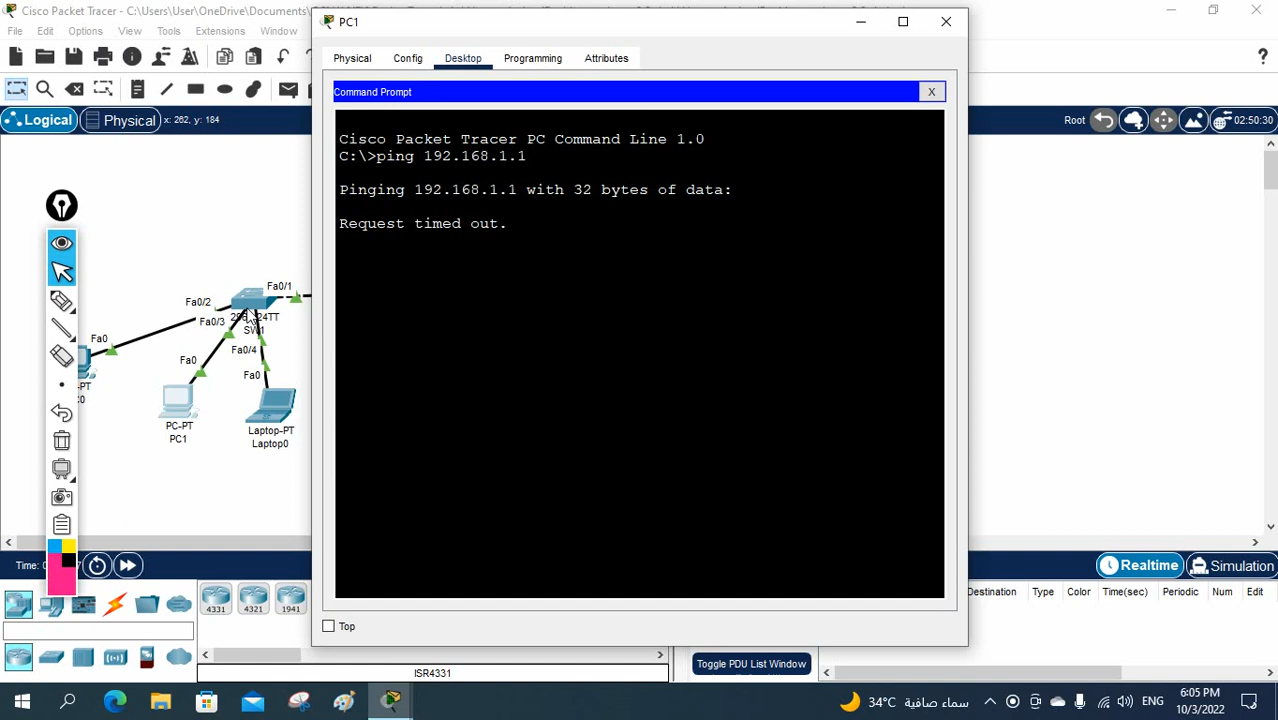 Cisco Packet Tracer - C:\Users\User\OneDrive\Documents\
PC1
File Edit Options View Tools Extensions Window
Physical Config Desktop Programming Attributes
Command Prompt
X
Logical Physical x: 262, y: 184
Root 02:50:30
Cisco Packet Tracer PC Command Line 1.0
C:\>ping 192.168.1.1
Pinging 192.168.1.1 with 32 bytes of data:
Request timed out.
Fa0/1
Fa0/2
24TT
Fa0/3
SW1
Fa0
Fa0/4
Fa0
Fa0
-PT
C0
PC-PT
PC1
Laptop-PT
Laptop0
Time:
Realtime Simulation
4331 4321 1941
Destination Type Color Time(sec) Periodic Num Edit
Top
Toggle PDU List Window
ISR4331
34°C سماء صافية
ENG
6:05 PM
10/3/2022